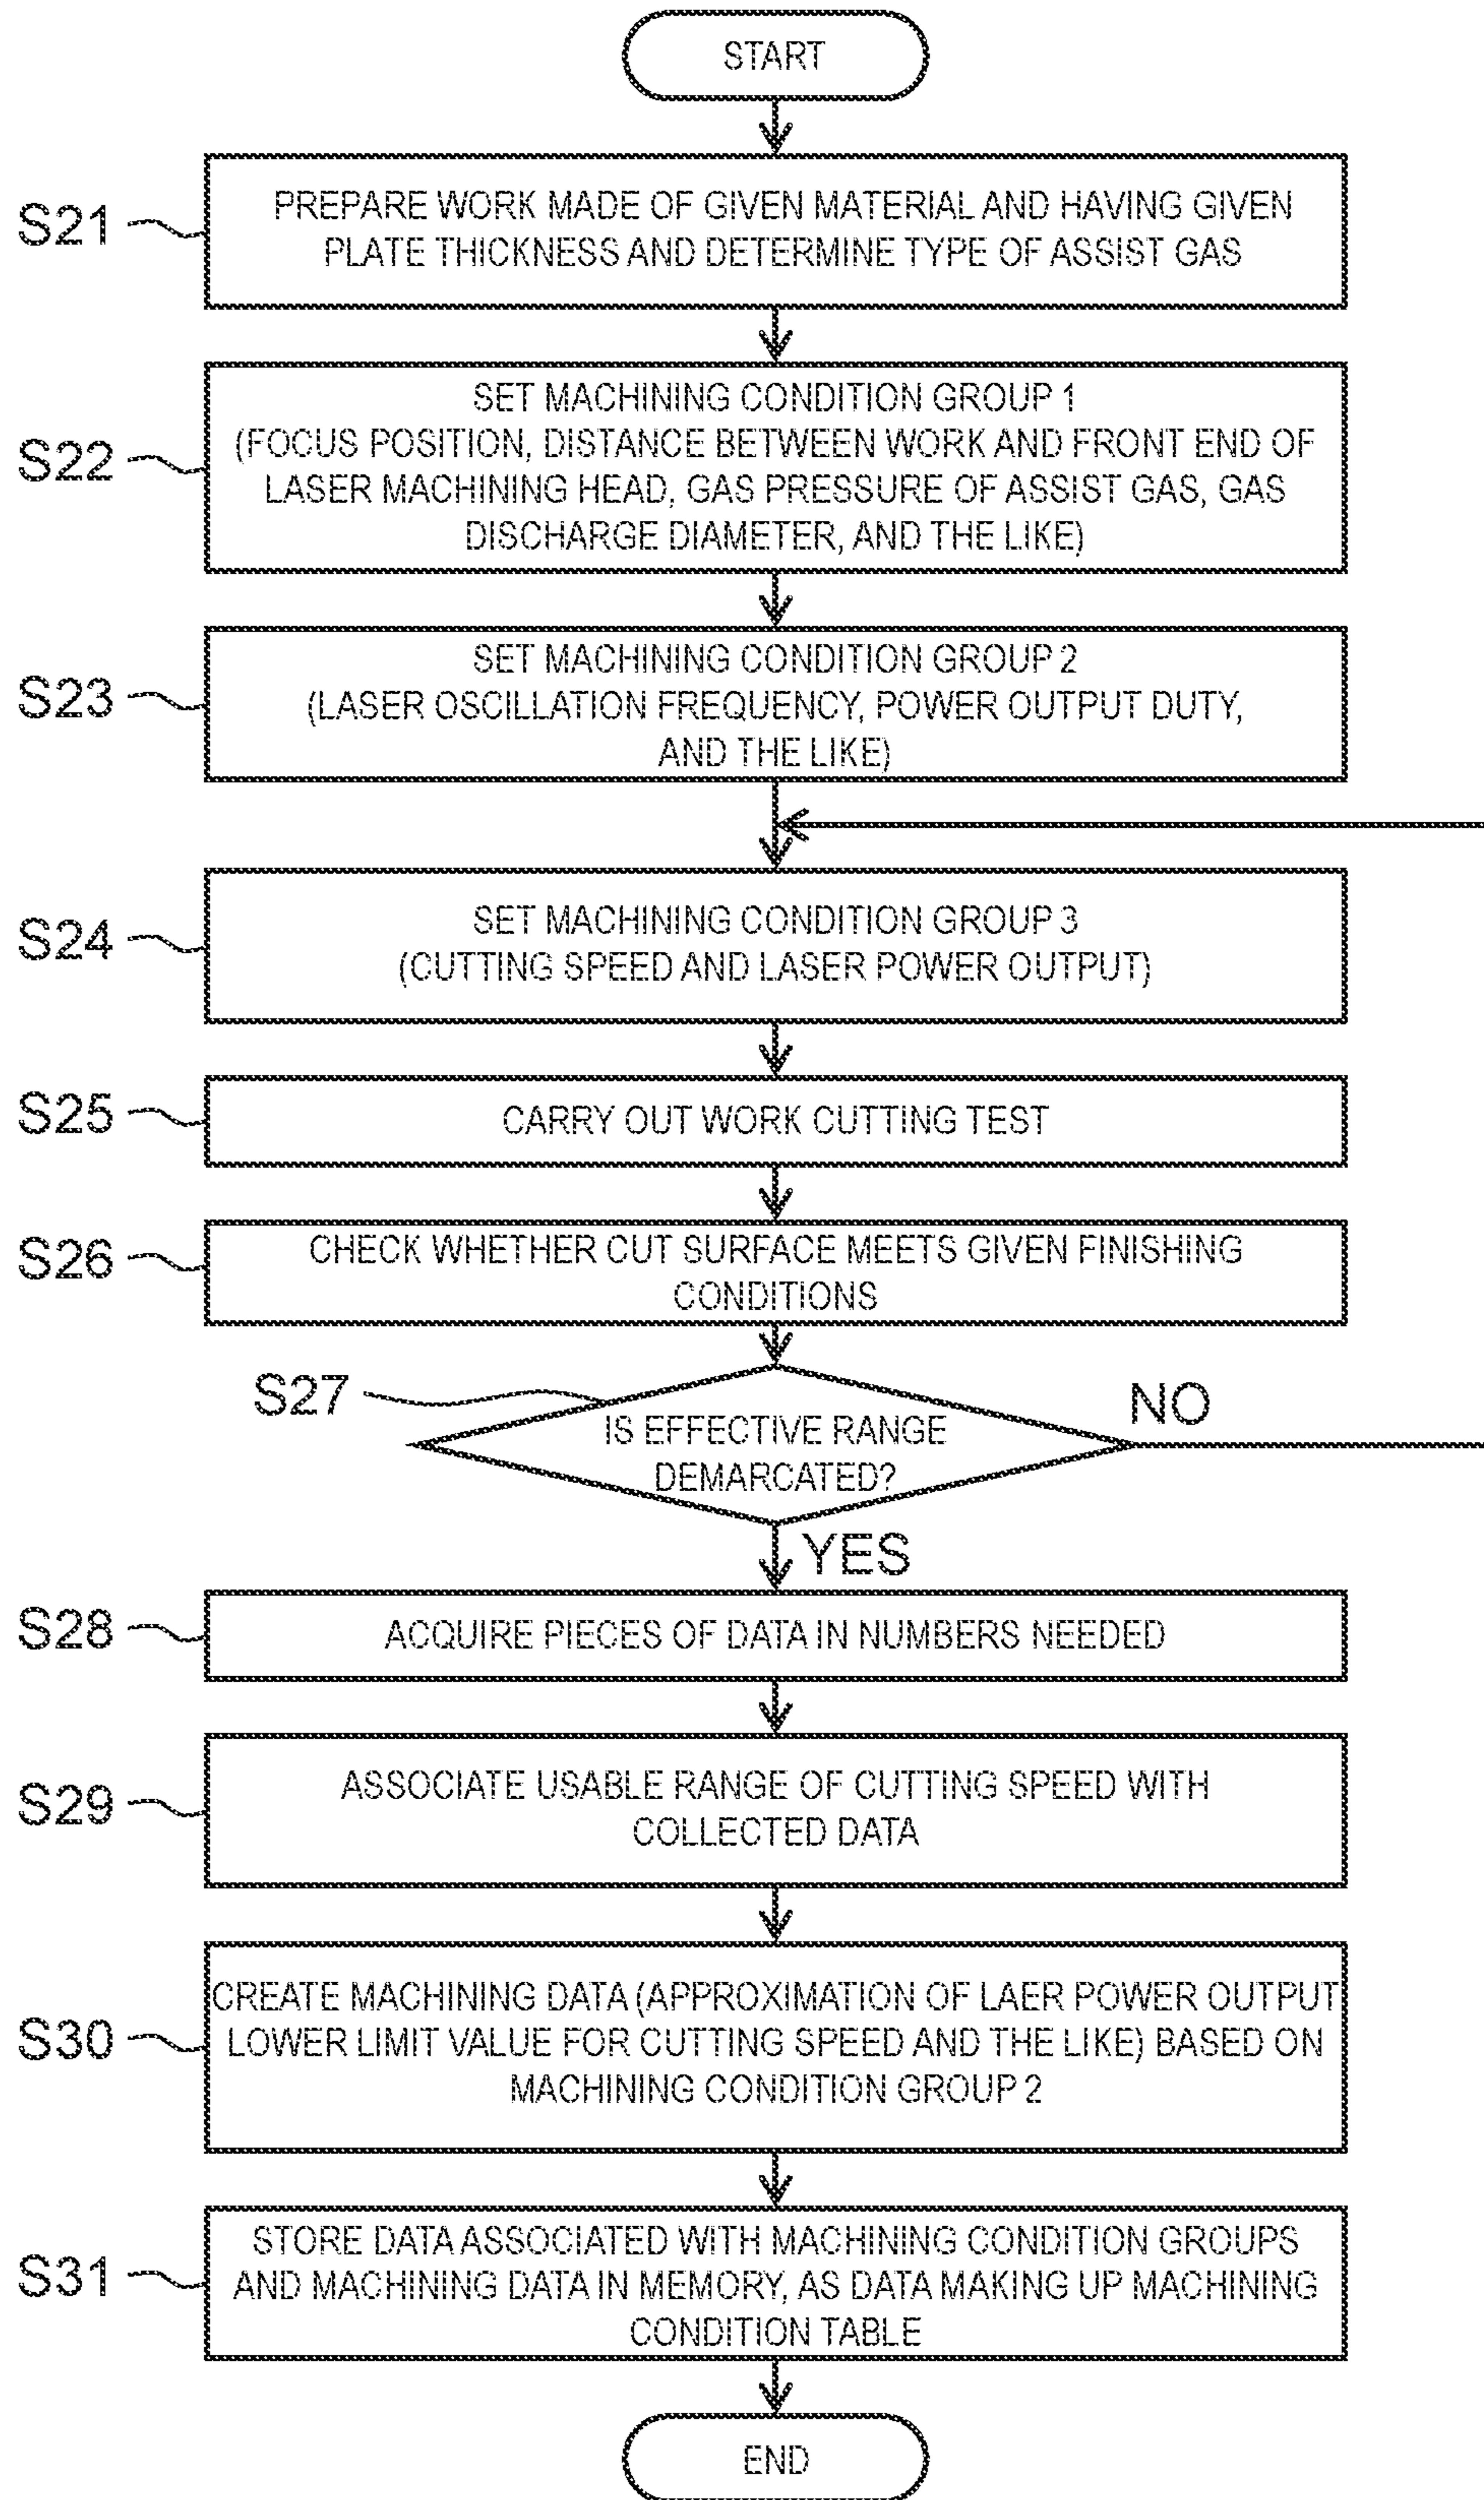 START
S21
PREPARE WORK MADE OF GIVEN MATERIAL AND HAVING GIVEN
PLATE THICKNESS AND DETERMINE TYPE OF ASSIST GAS
S22
SET MACHINING CONDITION GROUP 1
(FOCUS POSITION, DISTANCE BETWEEN WORK AND FRONT END OF
LASER MACHINING HEAD, GAS PRESSURE OF ASSIST GAS, GAS
DISCHARGE DIAMETER, AND THE LIKE)
S23
SET MACHINING CONDITION GROUP 2
(LASER OSCILLATION FREQUENCY, POWER OUTPUT DUTY,
AND THE LIKE)
S24
SET MACHINING CONDITION GROUP 3
(CUTTING SPEED AND LASER POWER OUTPUT)
S25
CARRY OUT WORK CUTTING TEST
S26
CHECK WHETHER CUT SURFACE MEETS GIVEN FINISHING
CONDITIONS
S27
IS EFFECTIVE RANGE
DEMARCATED?
NO
YES
S28
ACQUIRE PIECES OF DATA IN NUMBERS NEEDED
S29
ASSOCIATE USABLE RANGE OF CUTTING SPEED WITH
COLLECTED DATA
S30
CREATE MACHINING DATA (APPROXIMATION OF LAER POWER OUTPUT
LOWER LIMIT VALUE FOR CUTTING SPEED AND THE LIKE) BASED ON
MACHINING CONDITION GROUP 2
S31
STORE DATA ASSOCIATED WITH MACHINING CONDITION GROUPS
AND MACHINING DATA IN MEMORY, AS DATA MAKING UP MACHINING
CONDITION TABLE
END